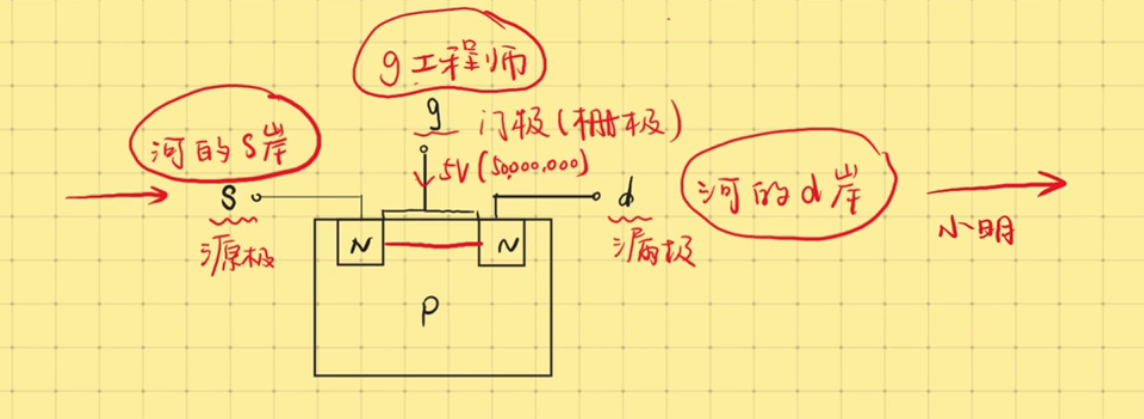 g工程师
g 门极(栅极)
河的S岸
5V(50,000,000)
S
d
河的d岸
源极
N
N
漏极
小明
P